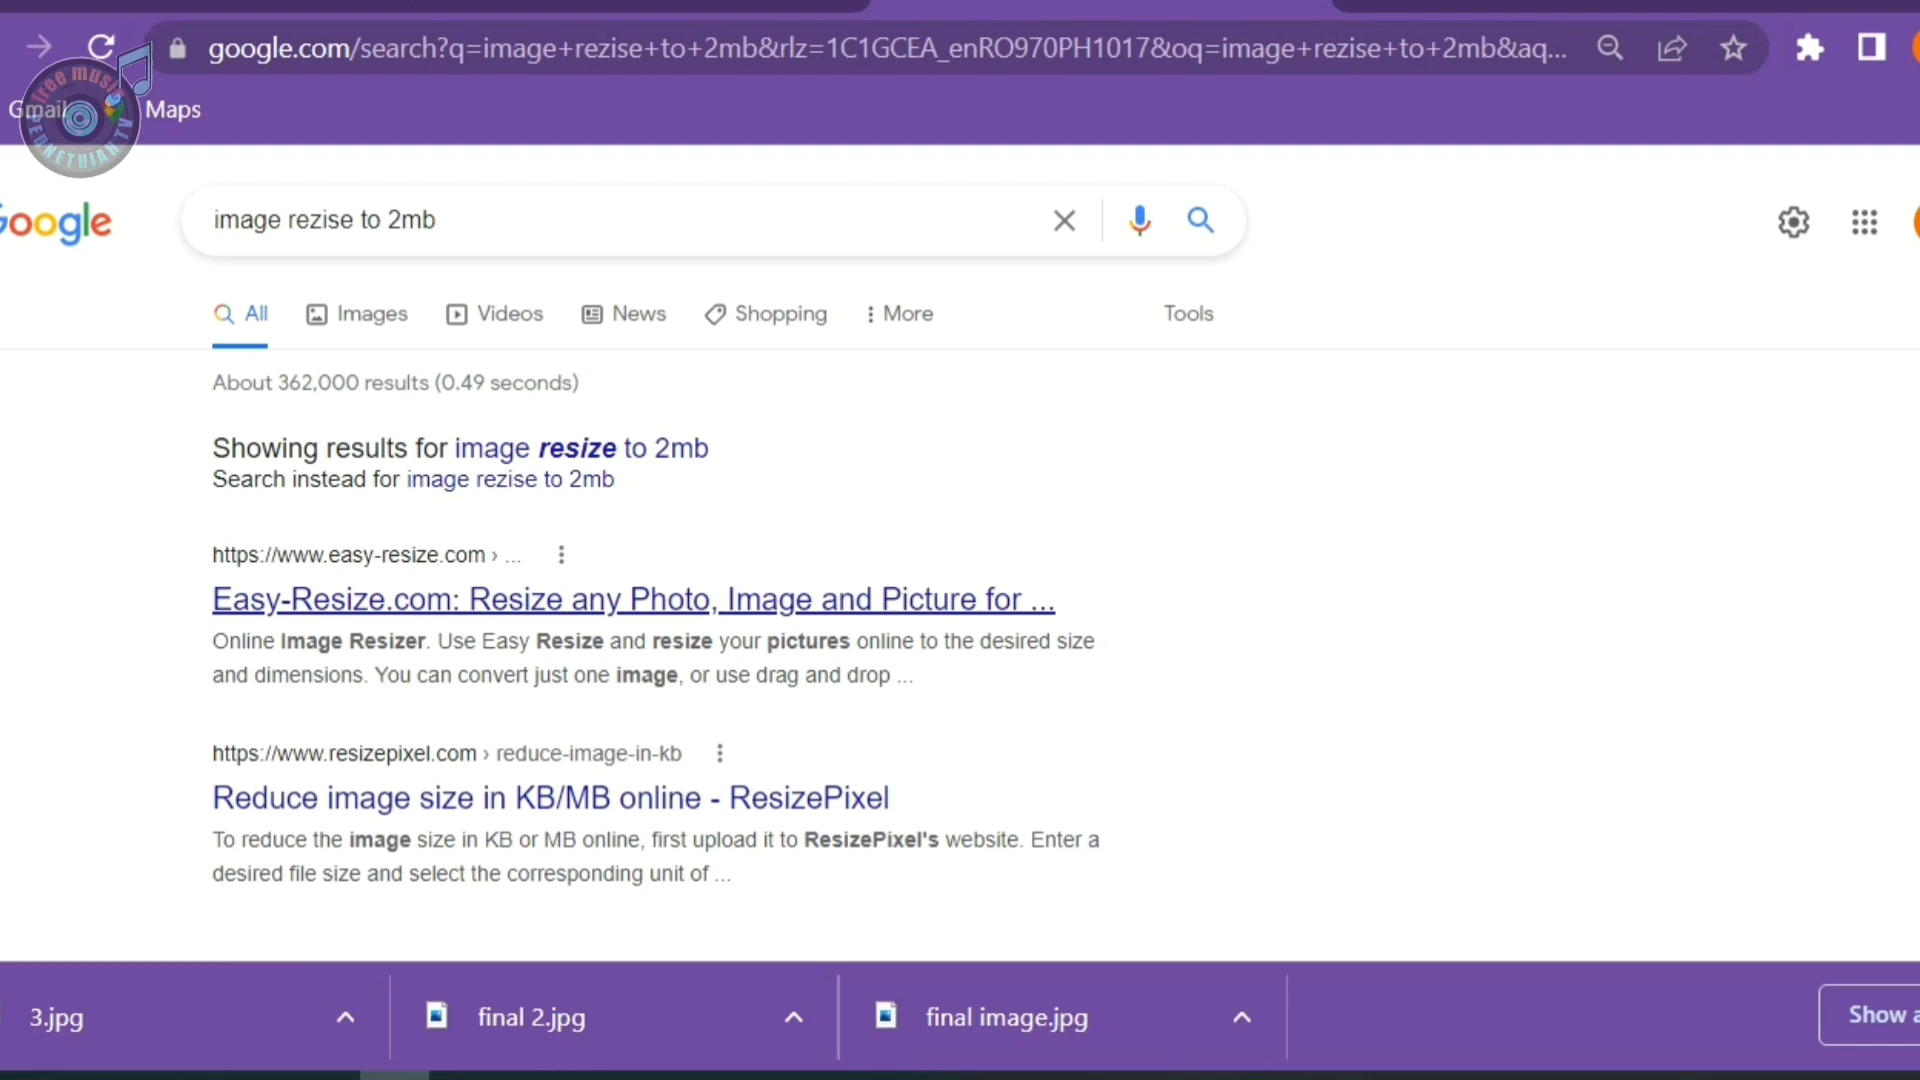 google.com/search?q=image+rezise+to+2mb&rlz=1C1GCEA_enRO970PH1017&oq=image+rezise+to+2mb&aq...
Gmail
Maps
free music
EDNETHIAN TV
Google
image rezise to 2mb
All
Images
Videos
News
Shopping
More
Tools
About 362,000 results (0.49 seconds)
Showing results for image resize to 2mb
Search instead for image rezise to 2mb
https://www.easy-resize.com › ...
Easy-Resize.com: Resize any Photo, Image and Picture for ...
Online Image Resizer. Use Easy Resize and resize your pictures online to the desired size
and dimensions. You can convert just one image, or use drag and drop ...
https://www.resizepixel.com › reduce-image-in-kb
Reduce image size in KB/MB online - ResizePixel
To reduce the image size in KB or MB online, first upload it to ResizePixel's website. Enter a
desired file size and select the corresponding unit of ...
3.jpg
final 2.jpg
final image.jpg
Show